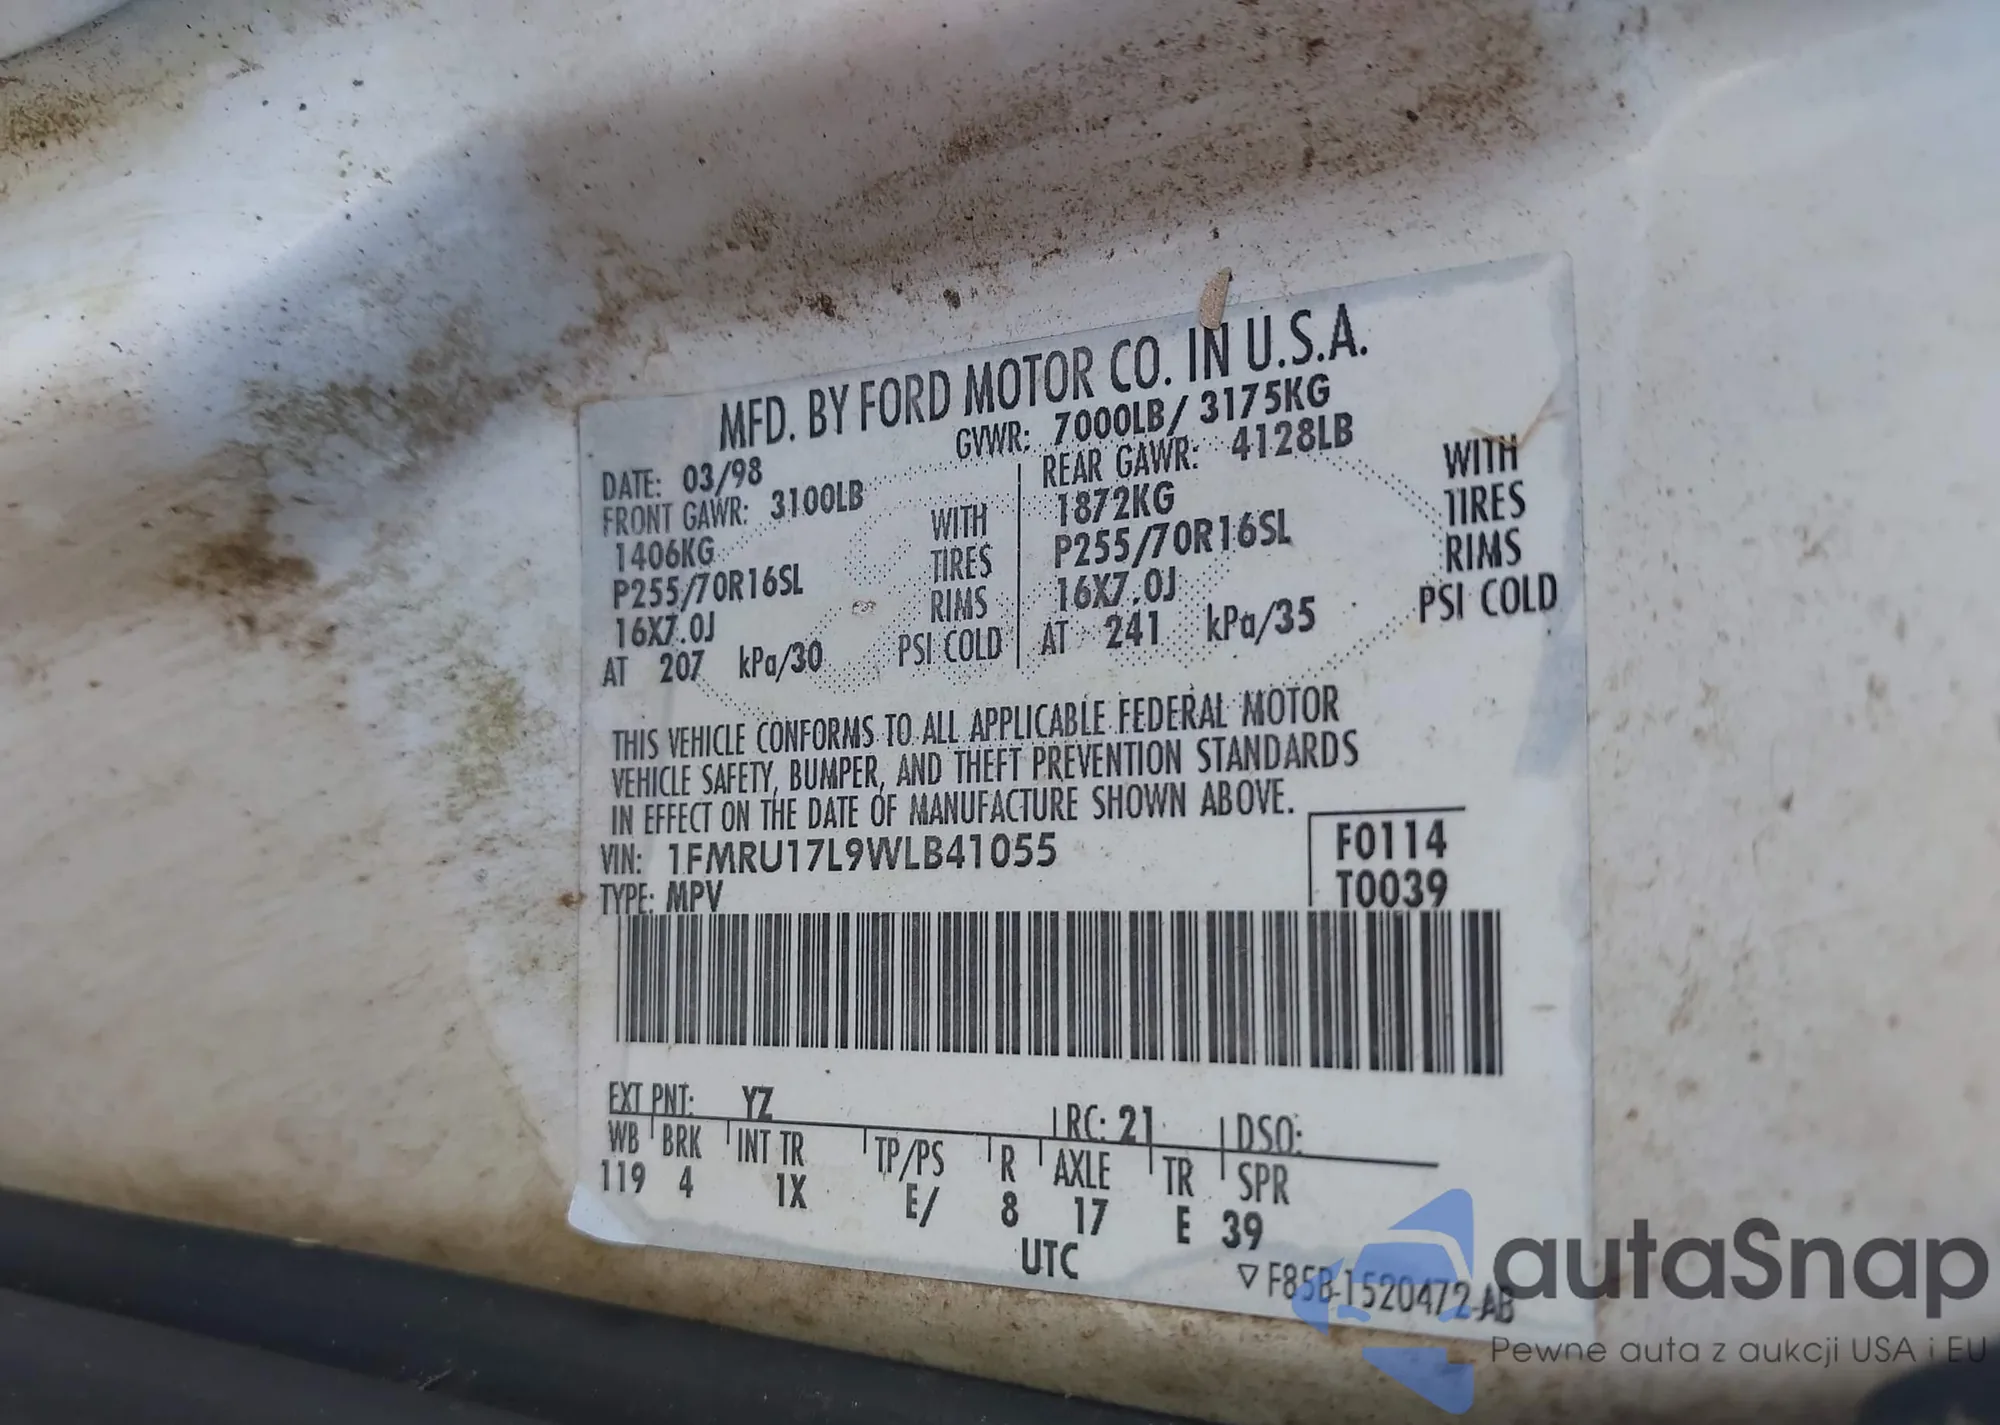 MFD. BY FORD MOTOR CO. IN U.S.A.
DATE: 03/98 GVWR: 7000LB/ 3175KG
FRONT GAWR: 3100LB REAR GAWR: 4128LB
1406KG WITH 1872KG WITH
P255/70R16SL TIRES P255/70R16SL TIRES
16X7.0J RIMS 16X7.0J RIMS
AT 207 kPa/30 PSI COLD AT 241 kPa/35 PSI COLD
THIS VEHICLE CONFORMS TO ALL APPLICABLE FEDERAL MOTOR
VEHICLE SAFETY, BUMPER, AND THEFT PREVENTION STANDARDS
IN EFFECT ON THE DATE OF MANUFACTURE SHOWN ABOVE.
VIN: 1FMRU17L9WLB41055 F0114
TYPE: MPV T0039
EXT PNT: YZ RC: 21 DSO:
WB BRK INT TR TP/PS R AXLE TR SPR
119 4 1X E/ 8 17 E 39
UTC
▽ F85B-1520472-AB
autaSnap
Pewne auta z aukcji USA i EU